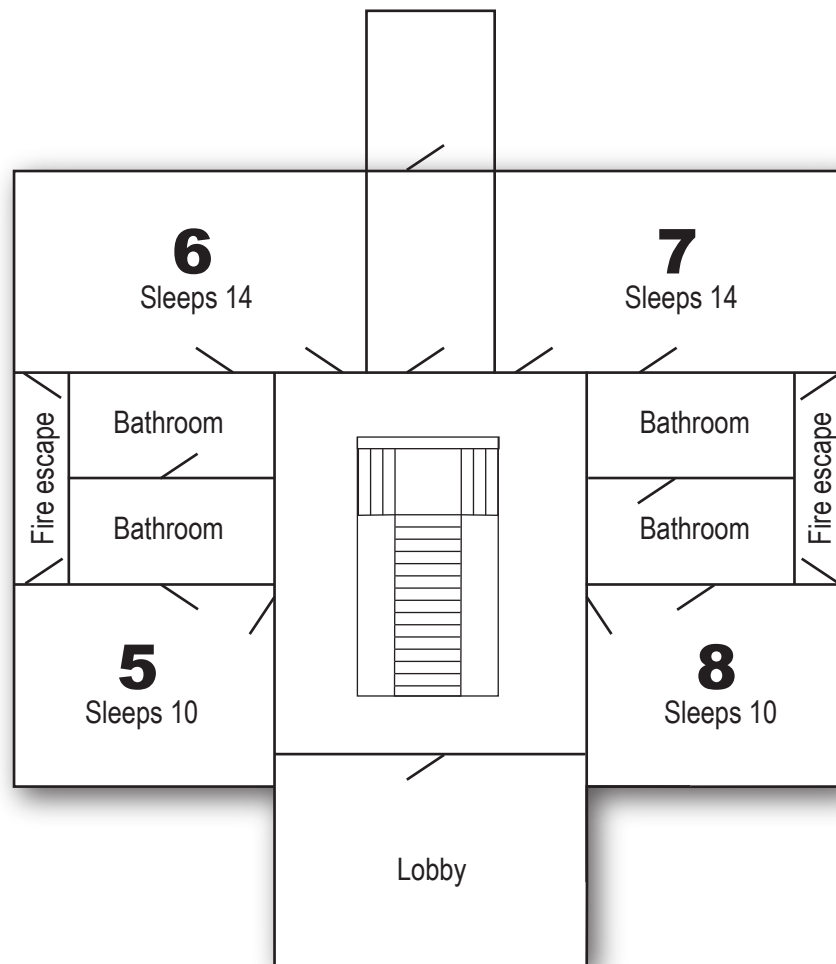 6
Sleeps 14
7
Sleeps 14
Fire escape
Bathroom
Bathroom
Bathroom
Bathroom
Fire escape
5
Sleeps 10
8
Sleeps 10
Lobby